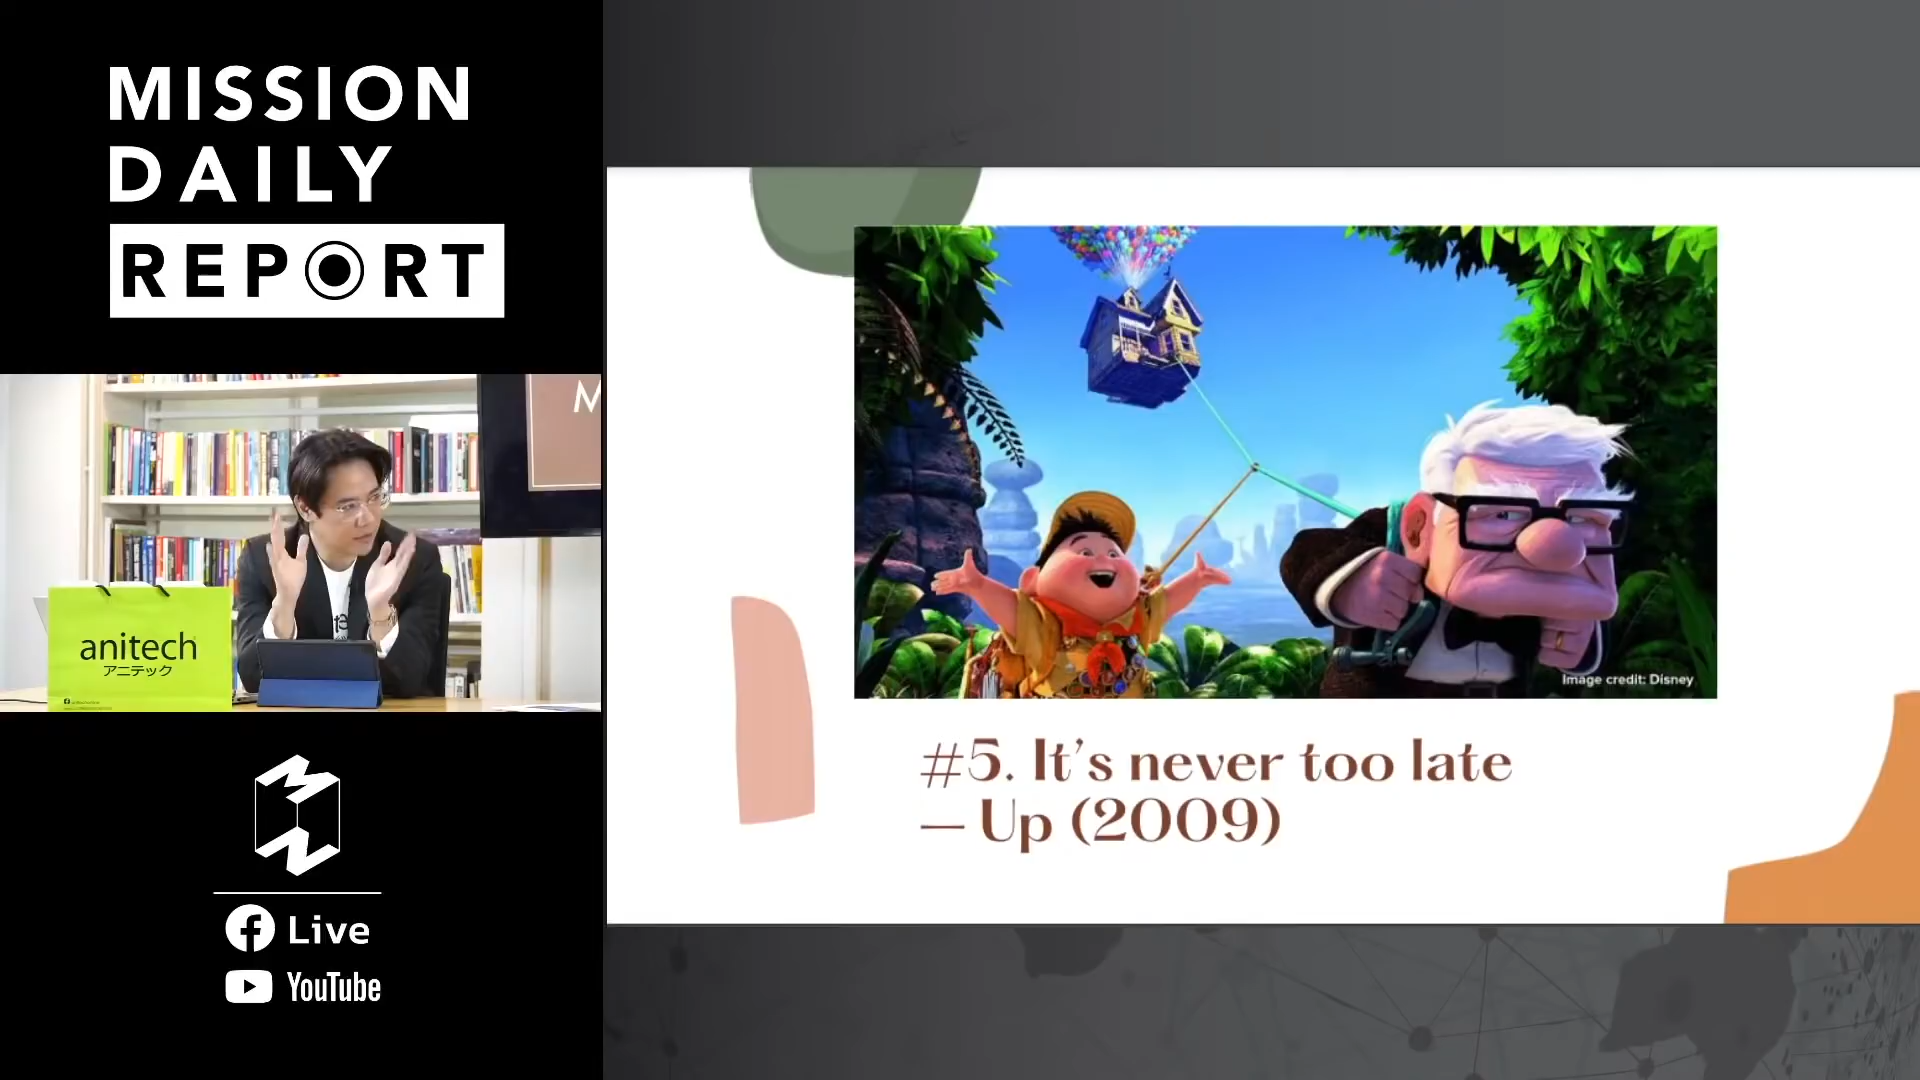 MISSION
DAILY
REPORT
M
anitech
アニテック
Live
YouTube
Image credit: Disney
#5. It's never too late
— Up (2009)